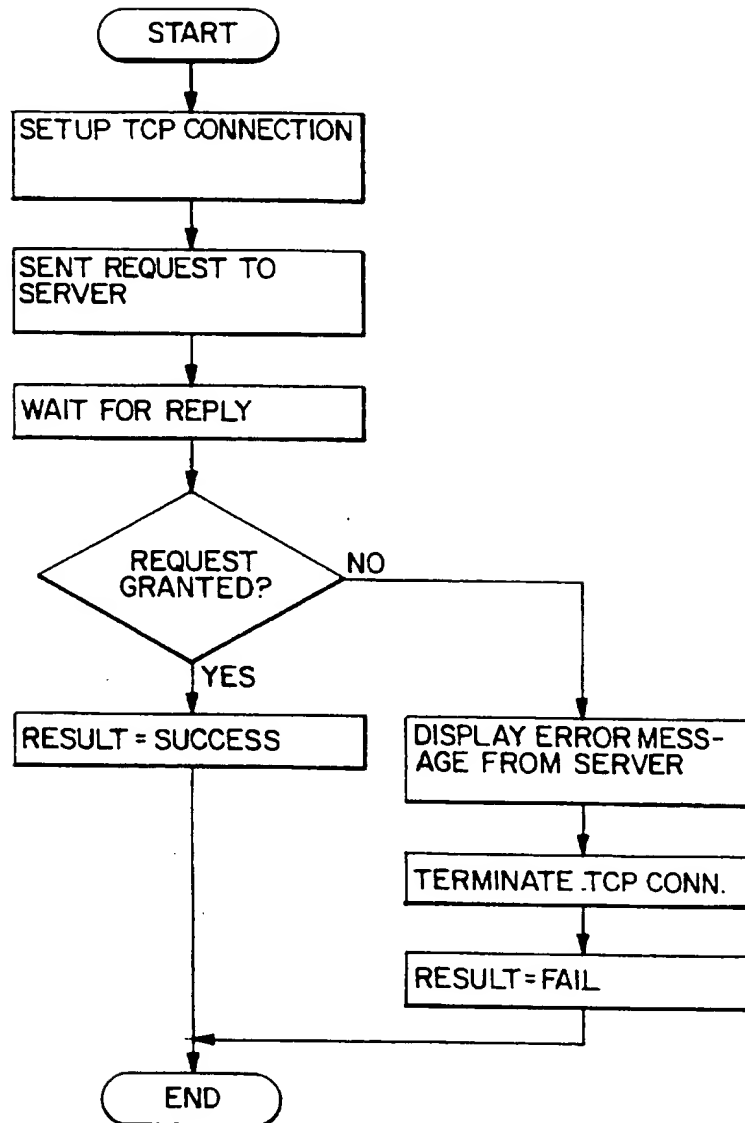 START
SETUP TCP CONNECTION
SENT REQUEST TO
SERVER
WAIT FOR REPLY
REQUEST
GRANTED?
NO
YES
RESULT = SUCCESS
DISPLAY ERROR MESS-
AGE FROM SERVER
TERMINATE TCP CONN.
RESULT = FAIL
END